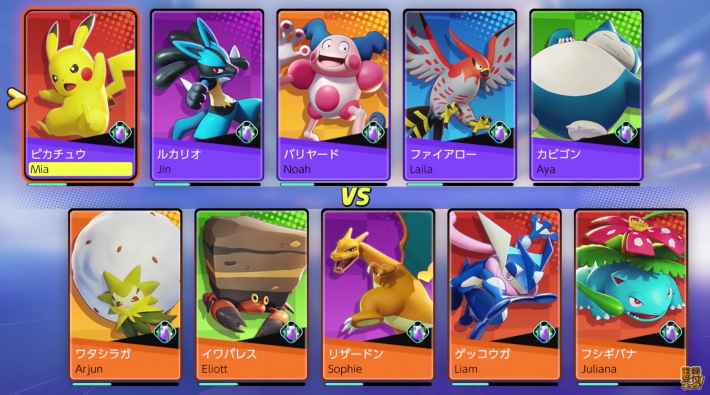 ピカチュウ
Mia
ルカリオ
Jin
バリヤード
Noah
ファイアロー
Laila
カビゴン
Aya
VS
ワタシラガ
Arjun
イワパレス
Eliott
リザードン
Sophie
ゲッコウガ
Liam
フシギバナ
Juliana